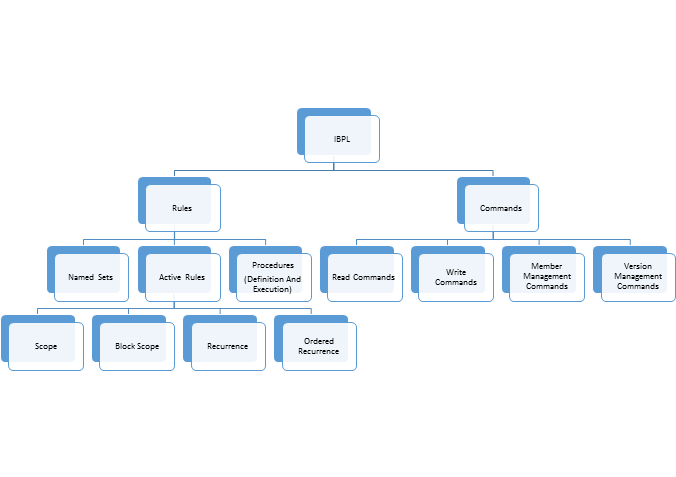 IBPL
Rules
Commands
Named Sets
Active Rules
Procedures
(Definition And
Execution)
Read Commands
Write
Commands
Member
Management
Commands
Version
Management
Commands
Scope
Block Scope
Recurrence
Ordered
Recurrence